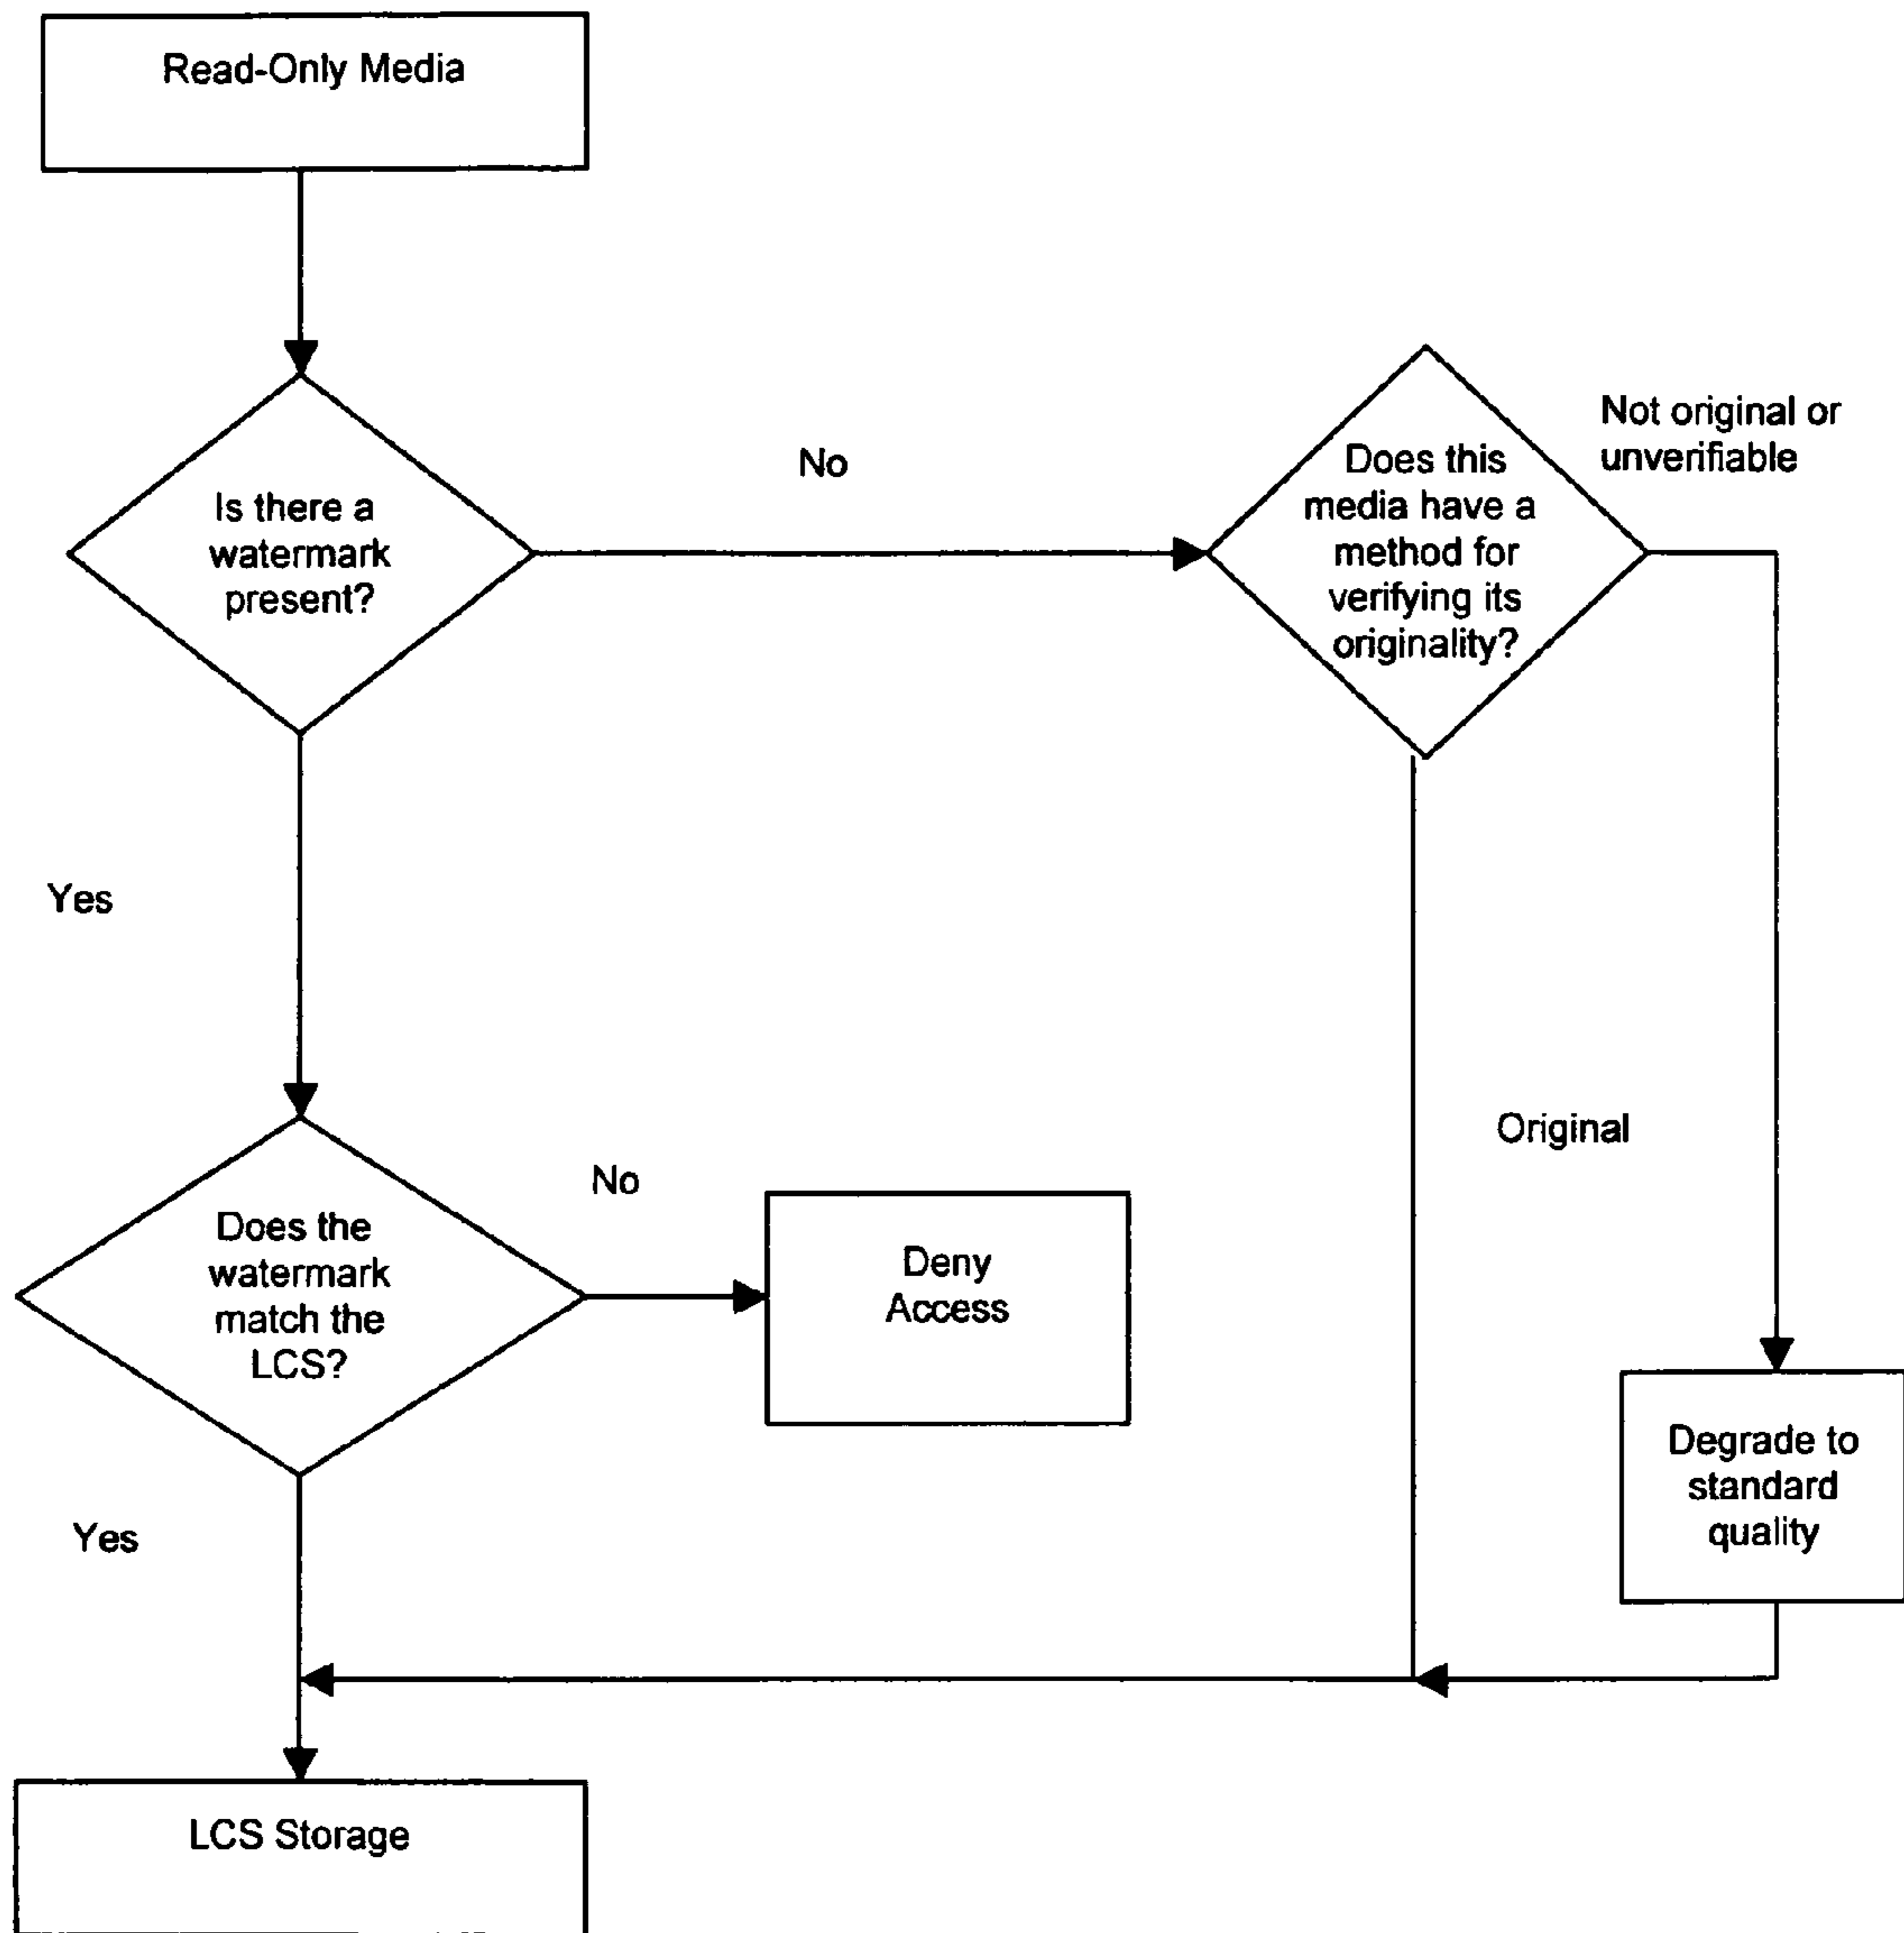 Read-Only Media
Is there a
watermark
present?
No
Does this
media have a
method for
verifying its
originality?
Not original or
unverifiable
Yes
Original
Does the
watermark
match the
LCS?
No
Deny
Access
Degrade to
standard
quality
Yes
LCS Storage